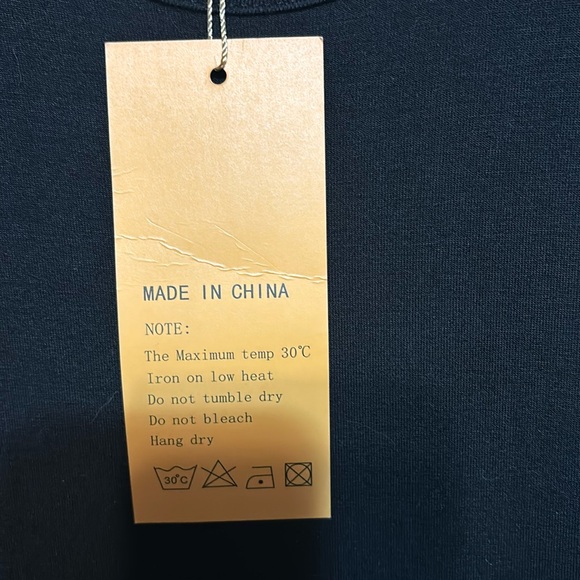 MADE IN CHINA
NOTE:
The Maximum temp 30℃
Iron on low heat
Do not tumble dry
Do not bleach
Hang dry
30℃